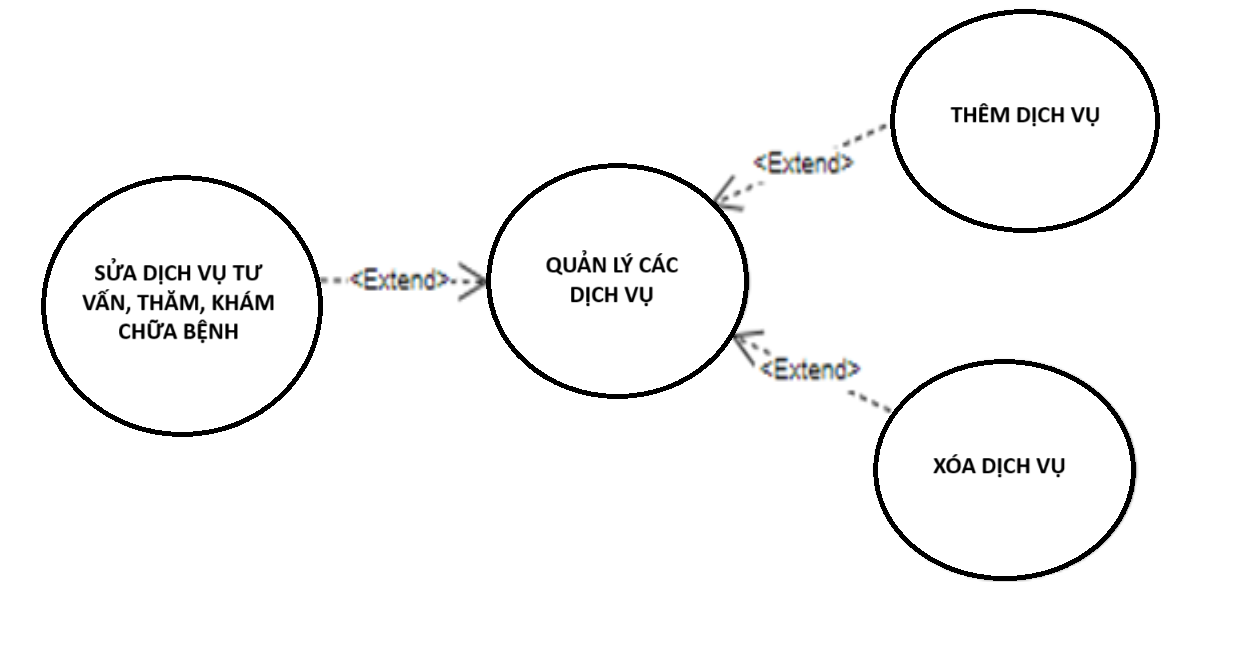 THÊM DỊCH VỤ
<Extend>
SỬA DỊCH VỤ TƯ
VẤN, THĂM, KHÁM
CHỮA BỆNH
<Extend>
QUẢN LÝ CÁC
DỊCH VỤ
<Extend>
XÓA DỊCH VỤ